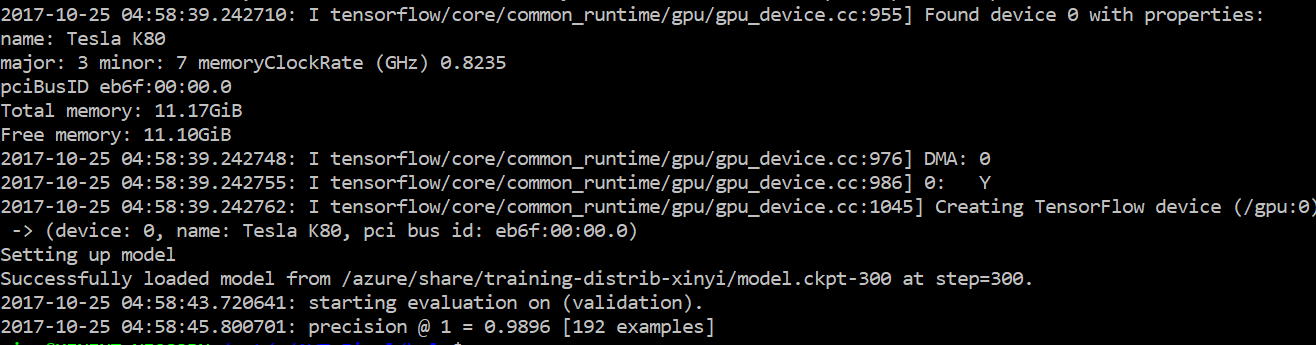 2017-10-25 04:58:39.242710: I tensorflow/core/common_runtime/gpu/gpu_device.cc:955] Found device 0 with properties:
name: Tesla K80
major: 3 minor: 7 memoryClockRate (GHz) 0.8235
pciBusID eb6f:00:00.0
Total memory: 11.17GiB
Free memory: 11.10GiB
2017-10-25 04:58:39.242748: I tensorflow/core/common_runtime/gpu/gpu_device.cc:976] DMA: 0
2017-10-25 04:58:39.242755: I tensorflow/core/common_runtime/gpu/gpu_device.cc:986] 0:   Y
2017-10-25 04:58:39.242762: I tensorflow/core/common_runtime/gpu/gpu_device.cc:1045] Creating TensorFlow device (/gpu:0)
 -> (device: 0, name: Tesla K80, pci bus id: eb6f:00:00.0)
Setting up model
Successfully loaded model from /azure/share/training-distrib-xinyi/model.ckpt-300 at step=300.
2017-10-25 04:58:43.720641: starting evaluation on (validation).
2017-10-25 04:58:45.800701: precision @ 1 = 0.9896 [192 examples]